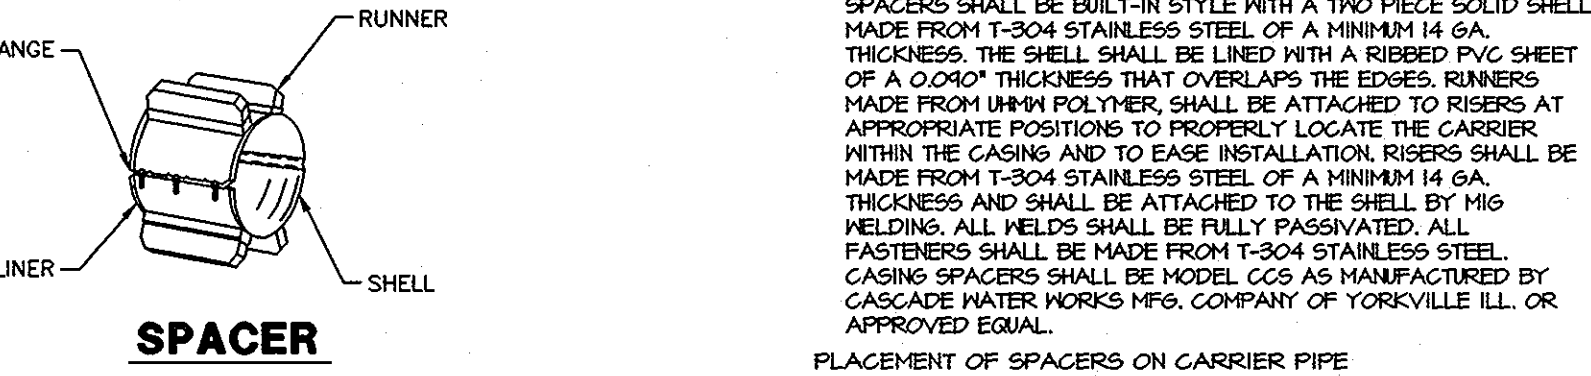 RUNNER
ANGE
LINER
SHELL
SPACER
SPACERS SHALL BE BUILT-IN STYLE WITH A TWO PIECE SOLID SHELL
MADE FROM T-304 STAINLESS STEEL OF A MINIMUM 14 GA.
THICKNESS. THE SHELL SHALL BE LINED WITH A RIBBED PVC SHEET
OF A 0.090" THICKNESS THAT OVERLAPS THE EDGES. RUNNERS
MADE FROM UHMW POLYMER, SHALL BE ATTACHED TO RISERS AT
APPROPRIATE POSITIONS TO PROPERLY LOCATE THE CARRIER
WITHIN THE CASING AND TO EASE INSTALLATION. RISERS SHALL BE
MADE FROM T-304 STAINLESS STEEL OF A MINIMUM 14 GA.
THICKNESS AND SHALL BE ATTACHED TO THE SHELL BY MIG
WELDING. ALL WELDS SHALL BE FULLY PASSIVATED. ALL
FASTENERS SHALL BE MADE FROM T-304 STAINLESS STEEL.
CASING SPACERS SHALL BE MODEL CCS AS MANUFACTURED BY
CASCADE WATER WORKS MFG. COMPANY OF YORKVILLE ILL. OR
APPROVED EQUAL.
PLACEMENT OF SPACERS ON CARRIER PIPE